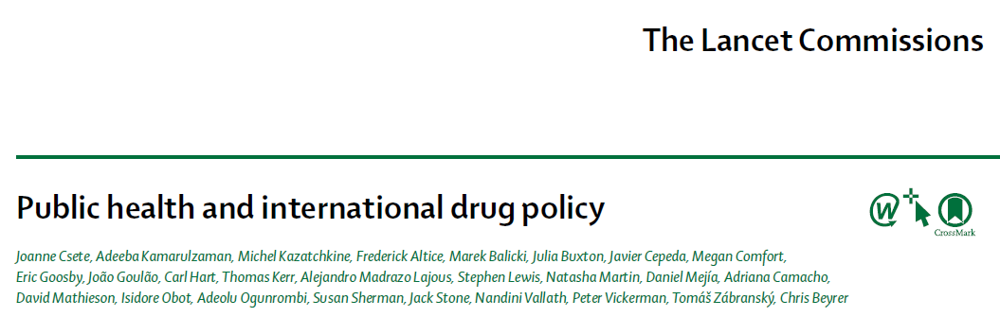 The Lancet Commissions
Public health and international drug policy
W
CrossMark
Joanne Csete, Adeeba Kamarulzaman, Michel Kazatchkine, Frederick Altice, Marek Balicki, Julia Buxton, Javier Cepeda, Megan Comfort,
Eric Goosby, João Goulão, Carl Hart, Thomas Kerr, Alejandro Madrazo Lajous, Stephen Lewis, Natasha Martin, Daniel Mejía, Adriana Camacho,
David Mathieson, Isidore Obot, Adeolu Ogunrombi, Susan Sherman, Jack Stone, Nandini Vallath, Peter Vickerman, Tomáš Zábranský, Chris Beyrer